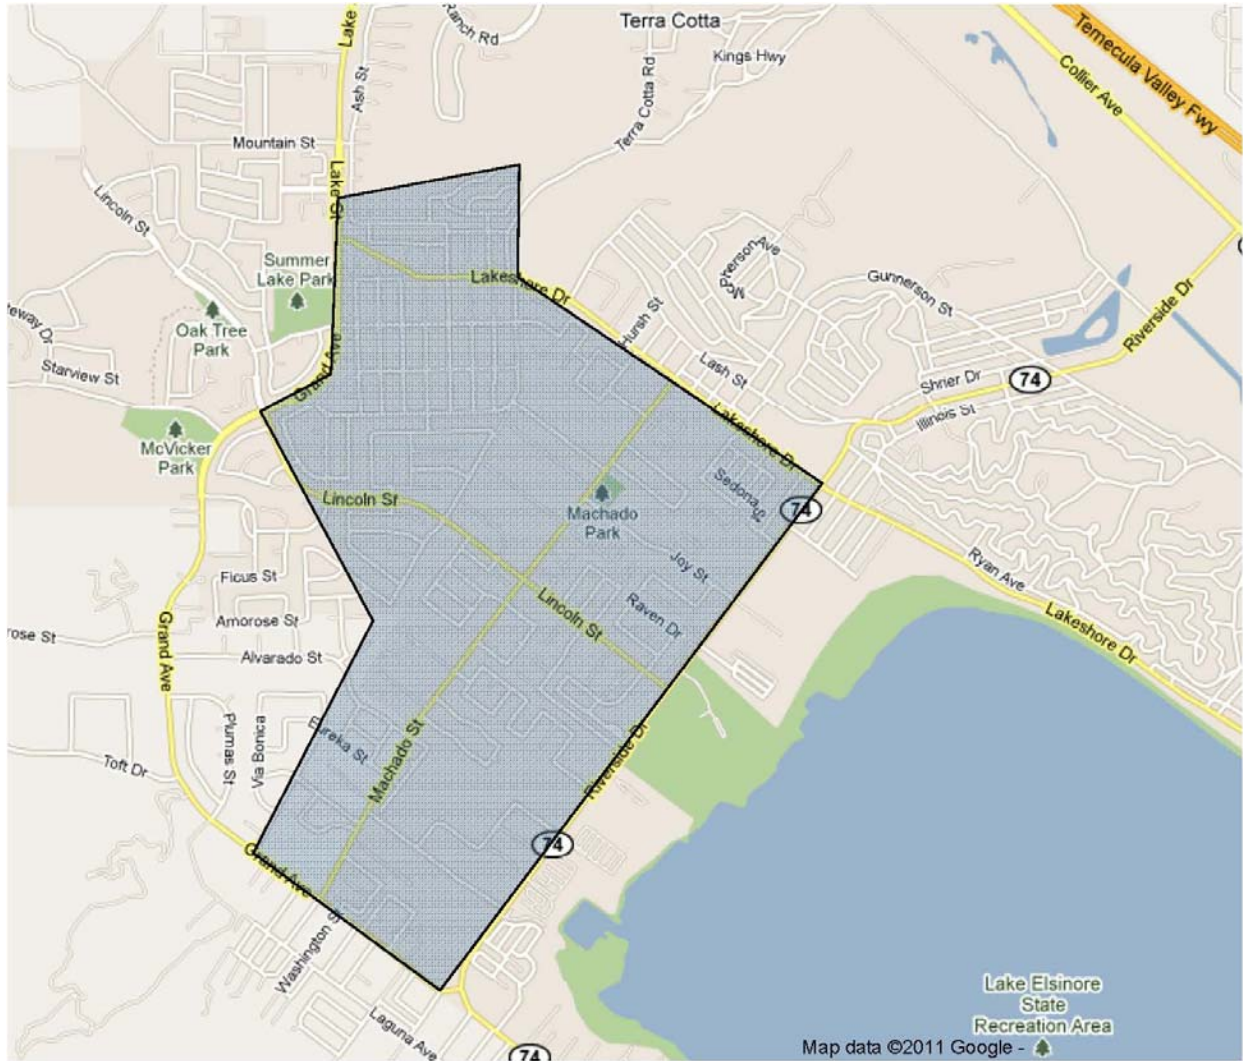 Lake
Ranch Rd
Terra Cotta
Kings Hwy
Temecula Valley Fwy
Collier Ave
Ash St
Terra Cotta Rd
Mountain St
Lake St
Lincoln St
Summer
Lake Park
Lakeshore Dr
McPherson Ave
Gunnerson St
Riverside Dr
Oak Tree
Park
teway Dr
Hursh St
Starview St
Grand Ave
Lash St
Shrier Dr
74
Illinois St
McVicker
Park
Lakeshore Dr
Lincoln St
Sedona St
74
Machado
Park
Joy St
Ryan Ave
Ficus St
Lincoln St
Raven Dr
Lakeshore Dr
Amorose St
rose St
Grand Ave
Alvarado St
Plumas St
Via Bonica
Eureka St
Machado St
Riverside Dr
Toft Dr
74
Grand Ave
Washington St
Laguna Ave
74
Lake Elsinore
State
Recreation Area
Map data ©2011 Google -